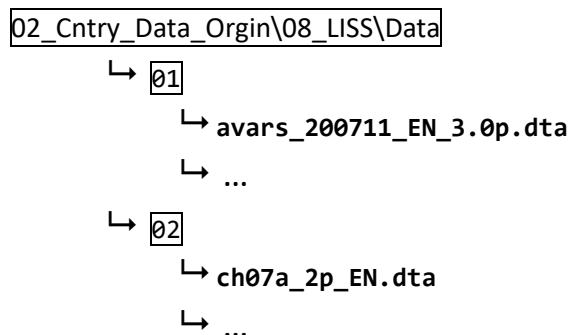 02_Cntry_Data_Orgin\08_LISS\Data
↳ 01
↳ avars_200711_EN_3.0p.dta
↳ ...
↳ 02
↳ ch07a_2p_EN.dta
↳ ...